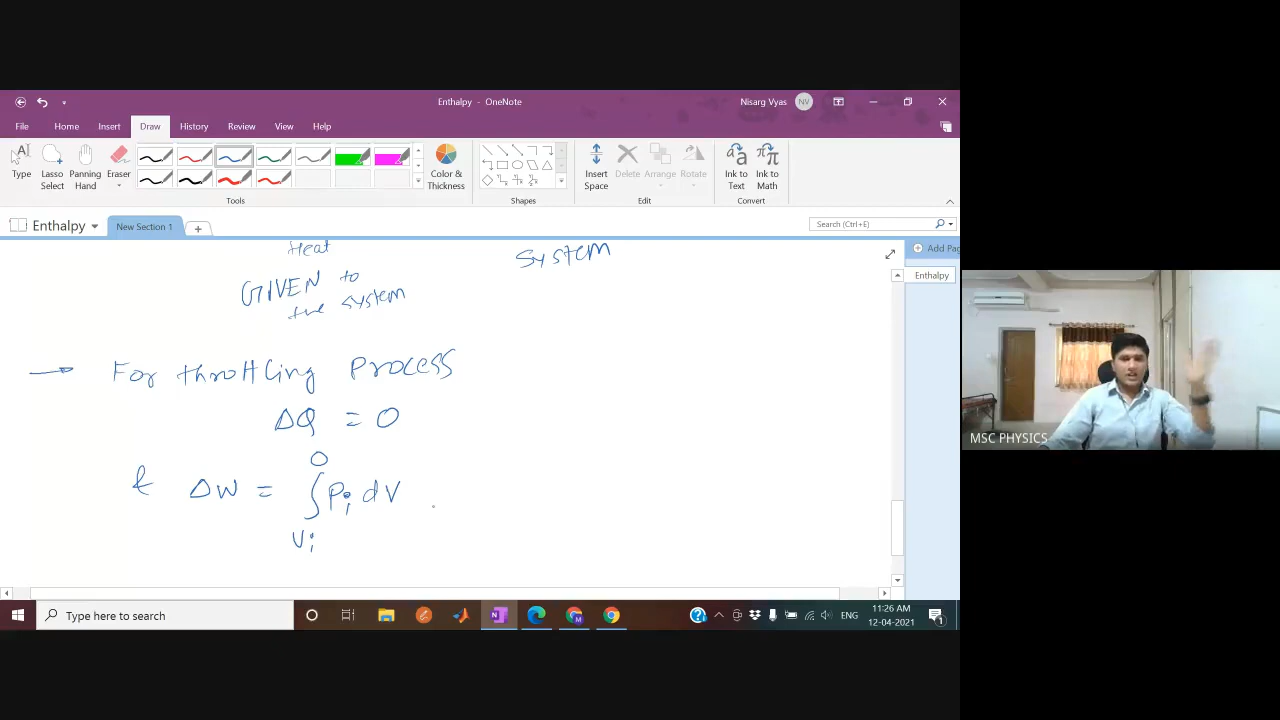 Enthalpy - OneNote
Nisarg Vyas NV
File Home Insert Draw History Review View Help
Type
Lasso Select
Panning Hand
Eraser
Color & Thickness
Insert Space
Delete
Arrange
Rotate
Ink to Text
Ink to Math
Tools
Shapes
Edit
Convert
Enthalpy
New Section 1
Search (Ctrl+E)
Add Pag
Enthalpy
Heat
GIVEN to
the system
System
→ For throttling Process
ΔQ = 0
& ΔW = ∫ Pi dV
0
Vi
MSC PHYSICS
Type here to search
ENG
11:26 AM
12-04-2021
1